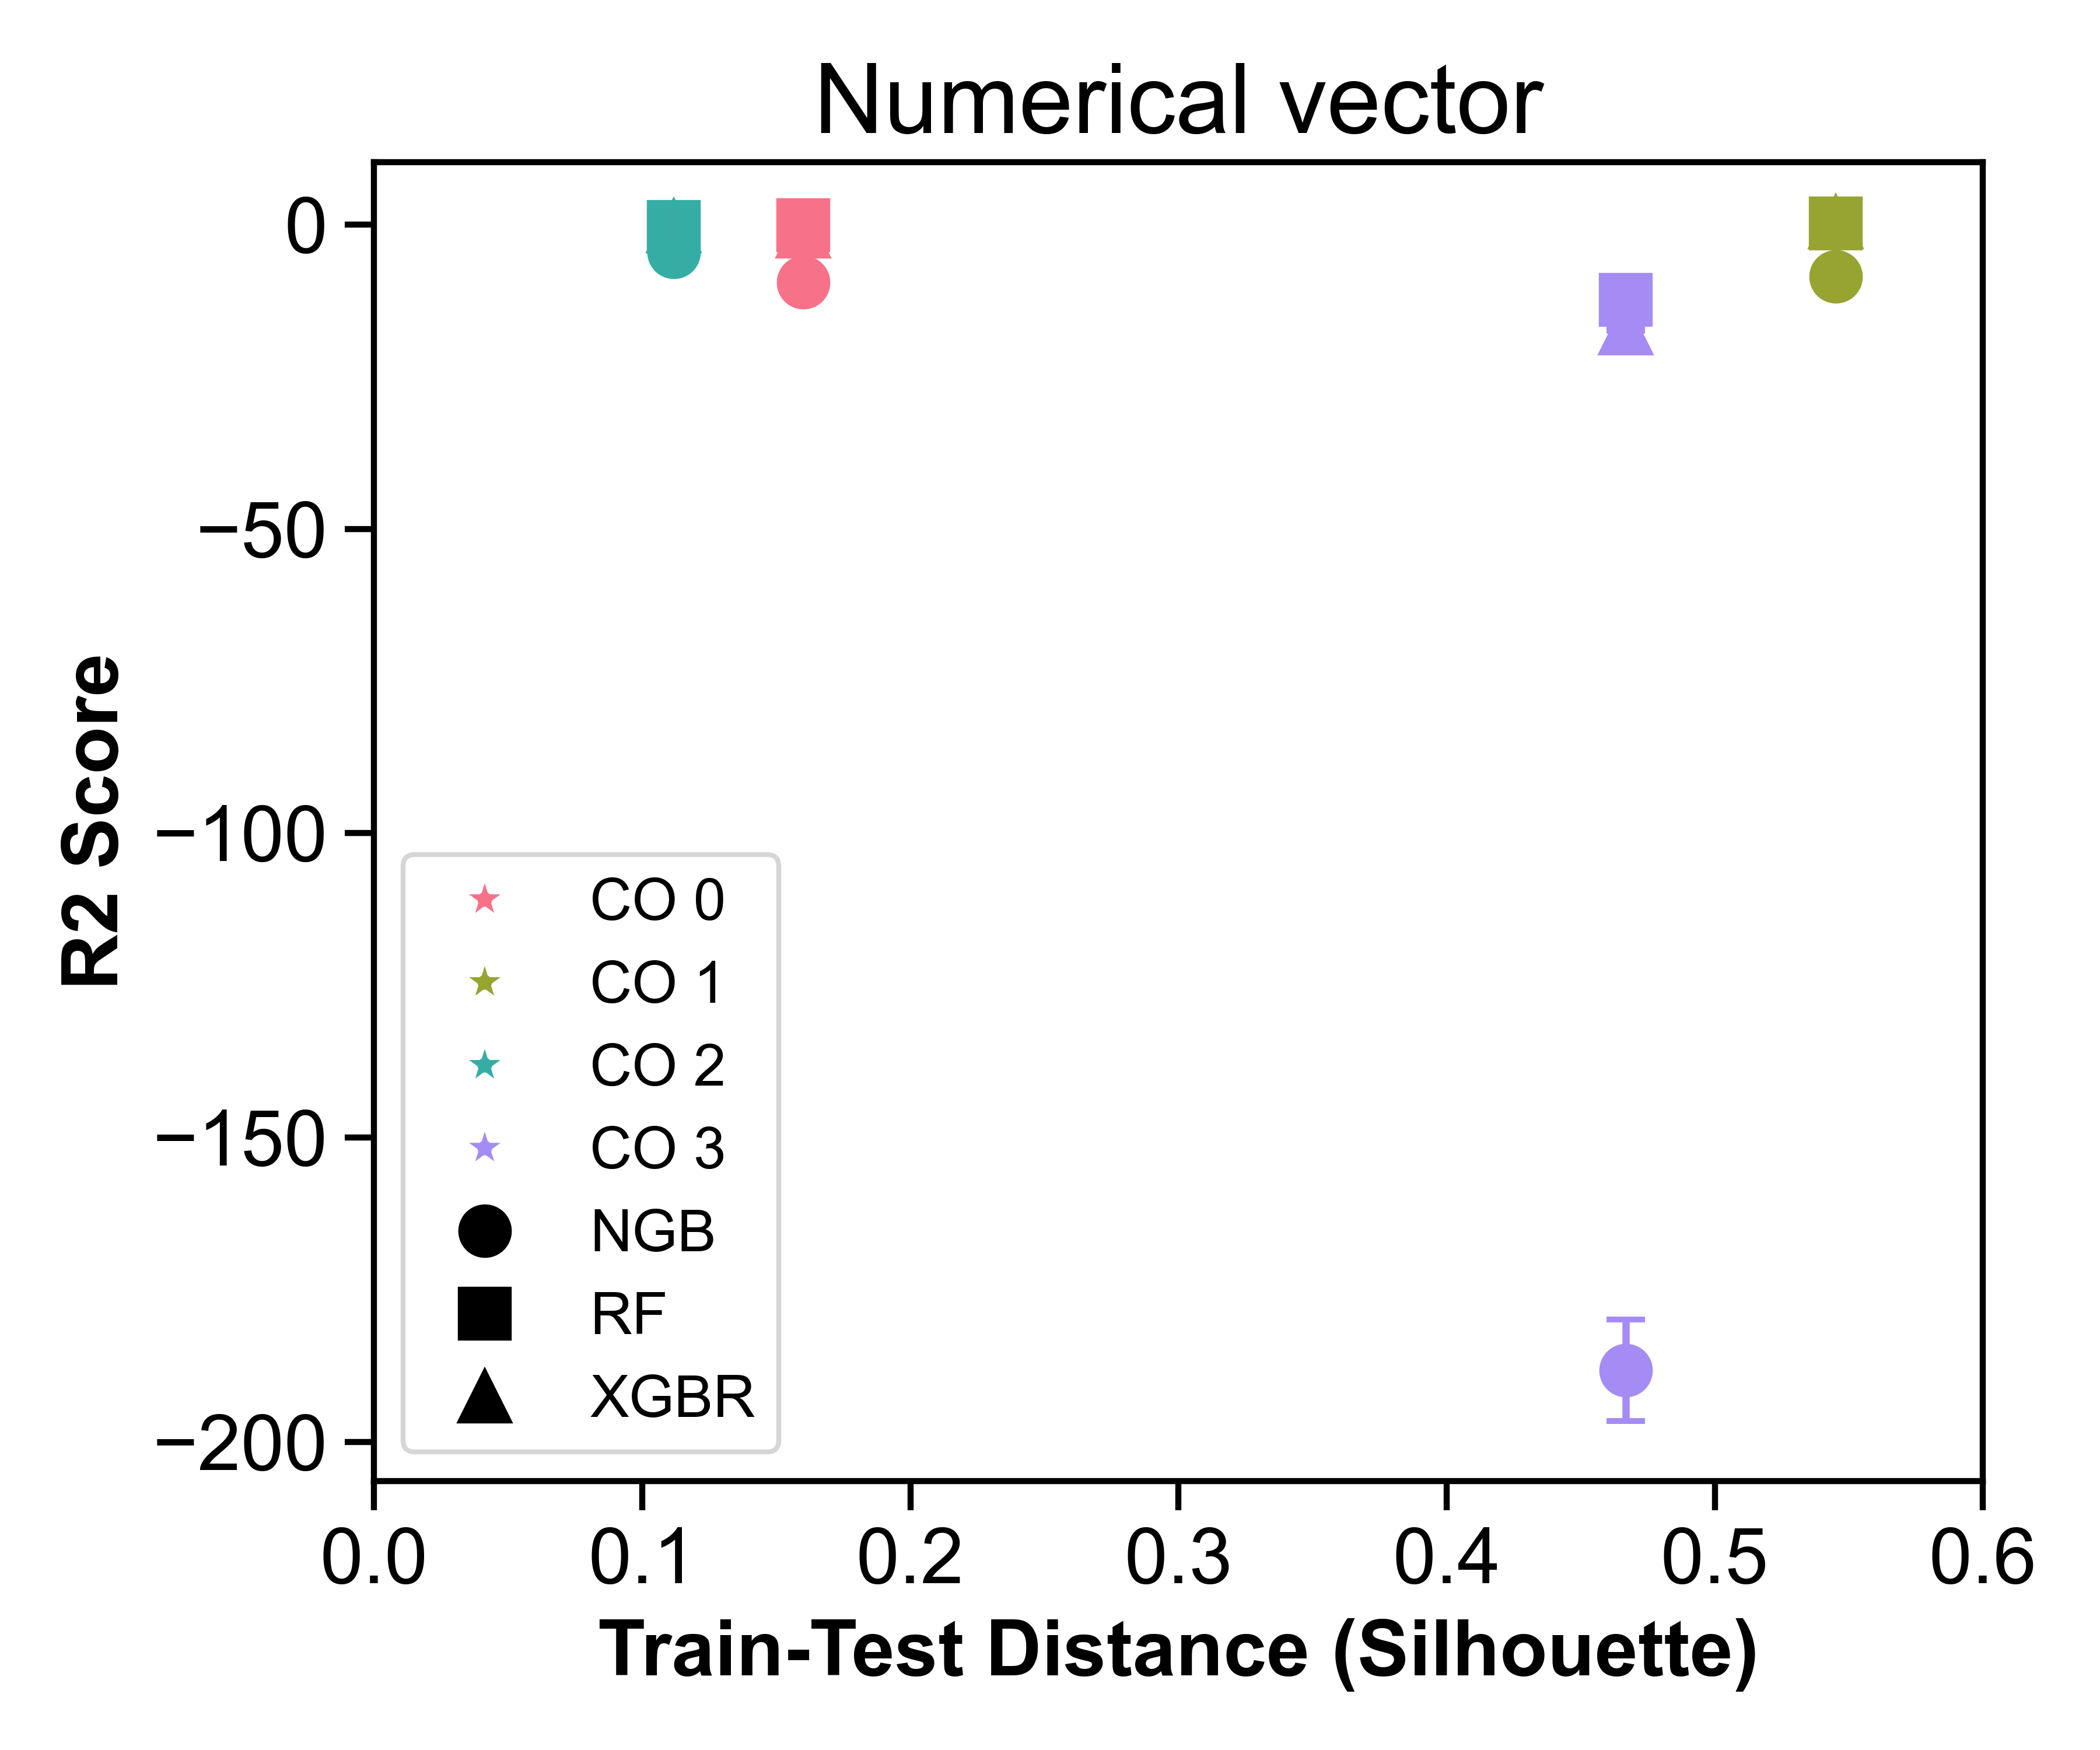 Numerical vector
R2 Score
0
−50
−100
−150
−200
CO 0
CO 1
CO 2
CO 3
NGB
RF
XGBR
0.0 0.1 0.2 0.3 0.4 0.5 0.6
Train-Test Distance (Silhouette)